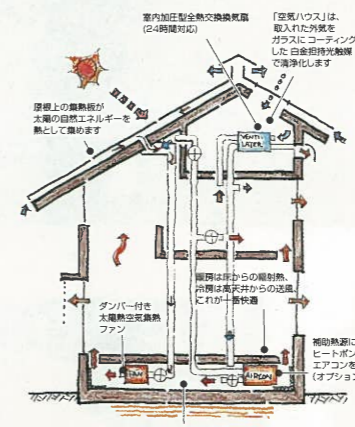 室内加圧型全熱交換換気扇
(24時間対応)
「空気ハウス」は、
取入れた外気を
ガラスに コーティング
した 白金担持光触媒
で清浄化します
屋根上の集熱板が
太陽の自然エネルギーを
熱として集めます
VENTI
LATER
暖房は床からの輻射熱、
冷房は高天井からの送風、
これが一番快適
ダンパー付き
太陽熱空気集熱
ファン
FAN
AIRCON
補助熱源に
ヒートポン
エアコンを
(オプション